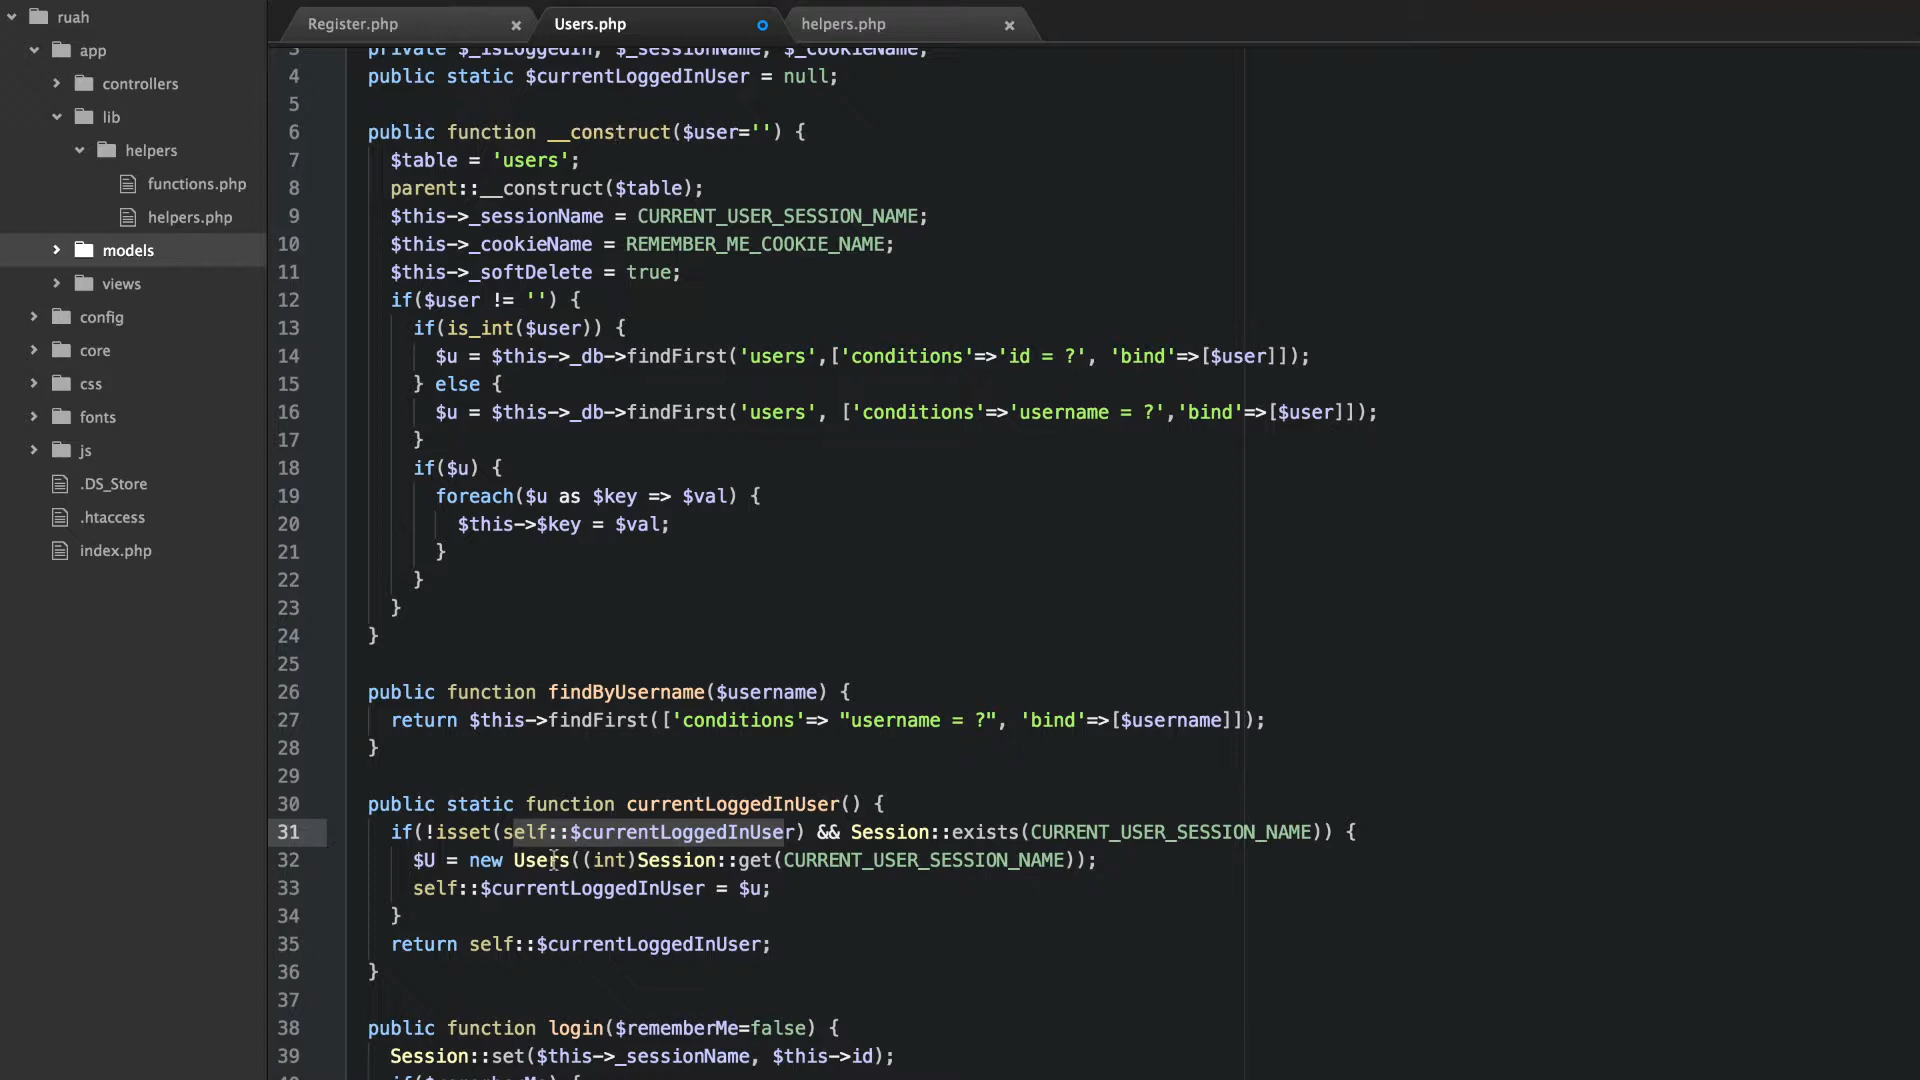 ruah
app
controllers
lib
helpers
functions.php
helpers.php
models
views
config
core
css
fonts
js
.DS_Store
.htaccess
index.php
Register.php
Users.php
helpers.php
3 private $_isLoggedIn, $_sessionName, $_cookieName;
4 public static $currentLoggedInUser = null;
5
6 public function __construct($user='') {
7 $table = 'users';
8 parent::__construct($table);
9 $this->_sessionName = CURRENT_USER_SESSION_NAME;
10 $this->_cookieName = REMEMBER_ME_COOKIE_NAME;
11 $this->_softDelete = true;
12 if($user != '') {
13 if(is_int($user)) {
14 $u = $this->_db->findFirst('users',['conditions'=>'id = ?', 'bind'=>[$user]]);
15 } else {
16 $u = $this->_db->findFirst('users', ['conditions'=>'username = ?','bind'=>[$user]]);
17 }
18 if($u) {
19 foreach($u as $key => $val) {
20 $this->$key = $val;
21 }
22 }
23 }
24 }
25
26 public function findByUsername($username) {
27 return $this->findFirst(['conditions'=> "username = ?", 'bind'=>[$username]]);
28 }
29
30 public static function currentLoggedInUser() {
31 if(!isset(self::$currentLoggedInUser) && Session::exists(CURRENT_USER_SESSION_NAME)) {
32 $U = new Users((int)Session::get(CURRENT_USER_SESSION_NAME));
33 self::$currentLoggedInUser = $u;
34 }
35 return self::$currentLoggedInUser;
36 }
37
38 public function login($rememberMe=false) {
39 Session::set($this->_sessionName, $this->id);